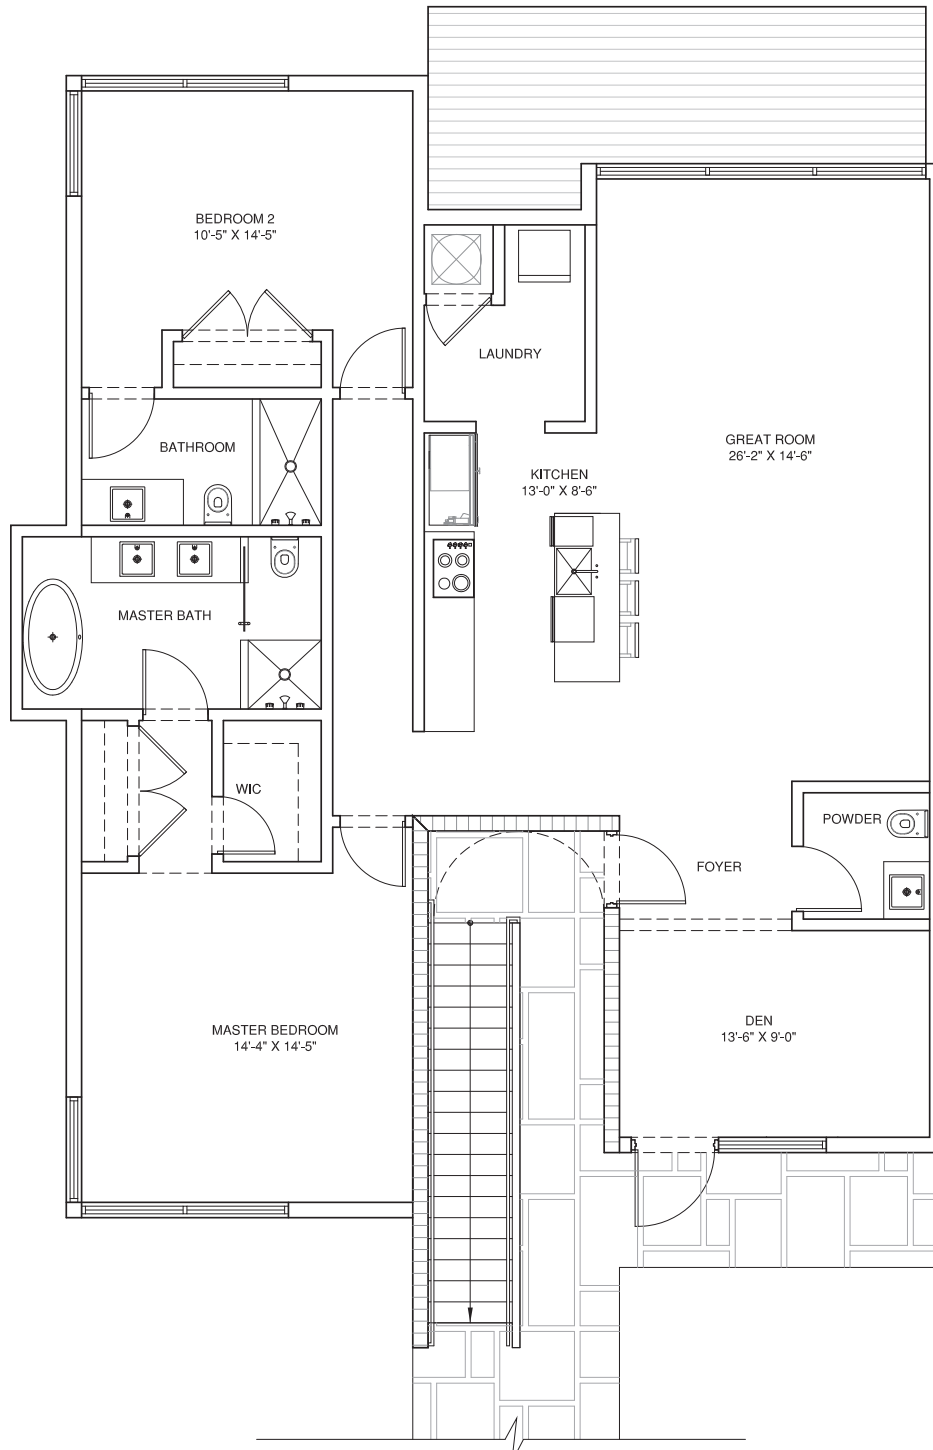 BEDROOM 2
10'-5" X 14'-5"
LAUNDRY
BATHROOM
GREAT ROOM
26'-2" X 14'-6"
KITCHEN
13'-0" X 8'-6"
MASTER BATH
WIC
POWDER
FOYER
MASTER BEDROOM
14'-4" X 14'-5"
DEN
13'-6" X 9'-0"